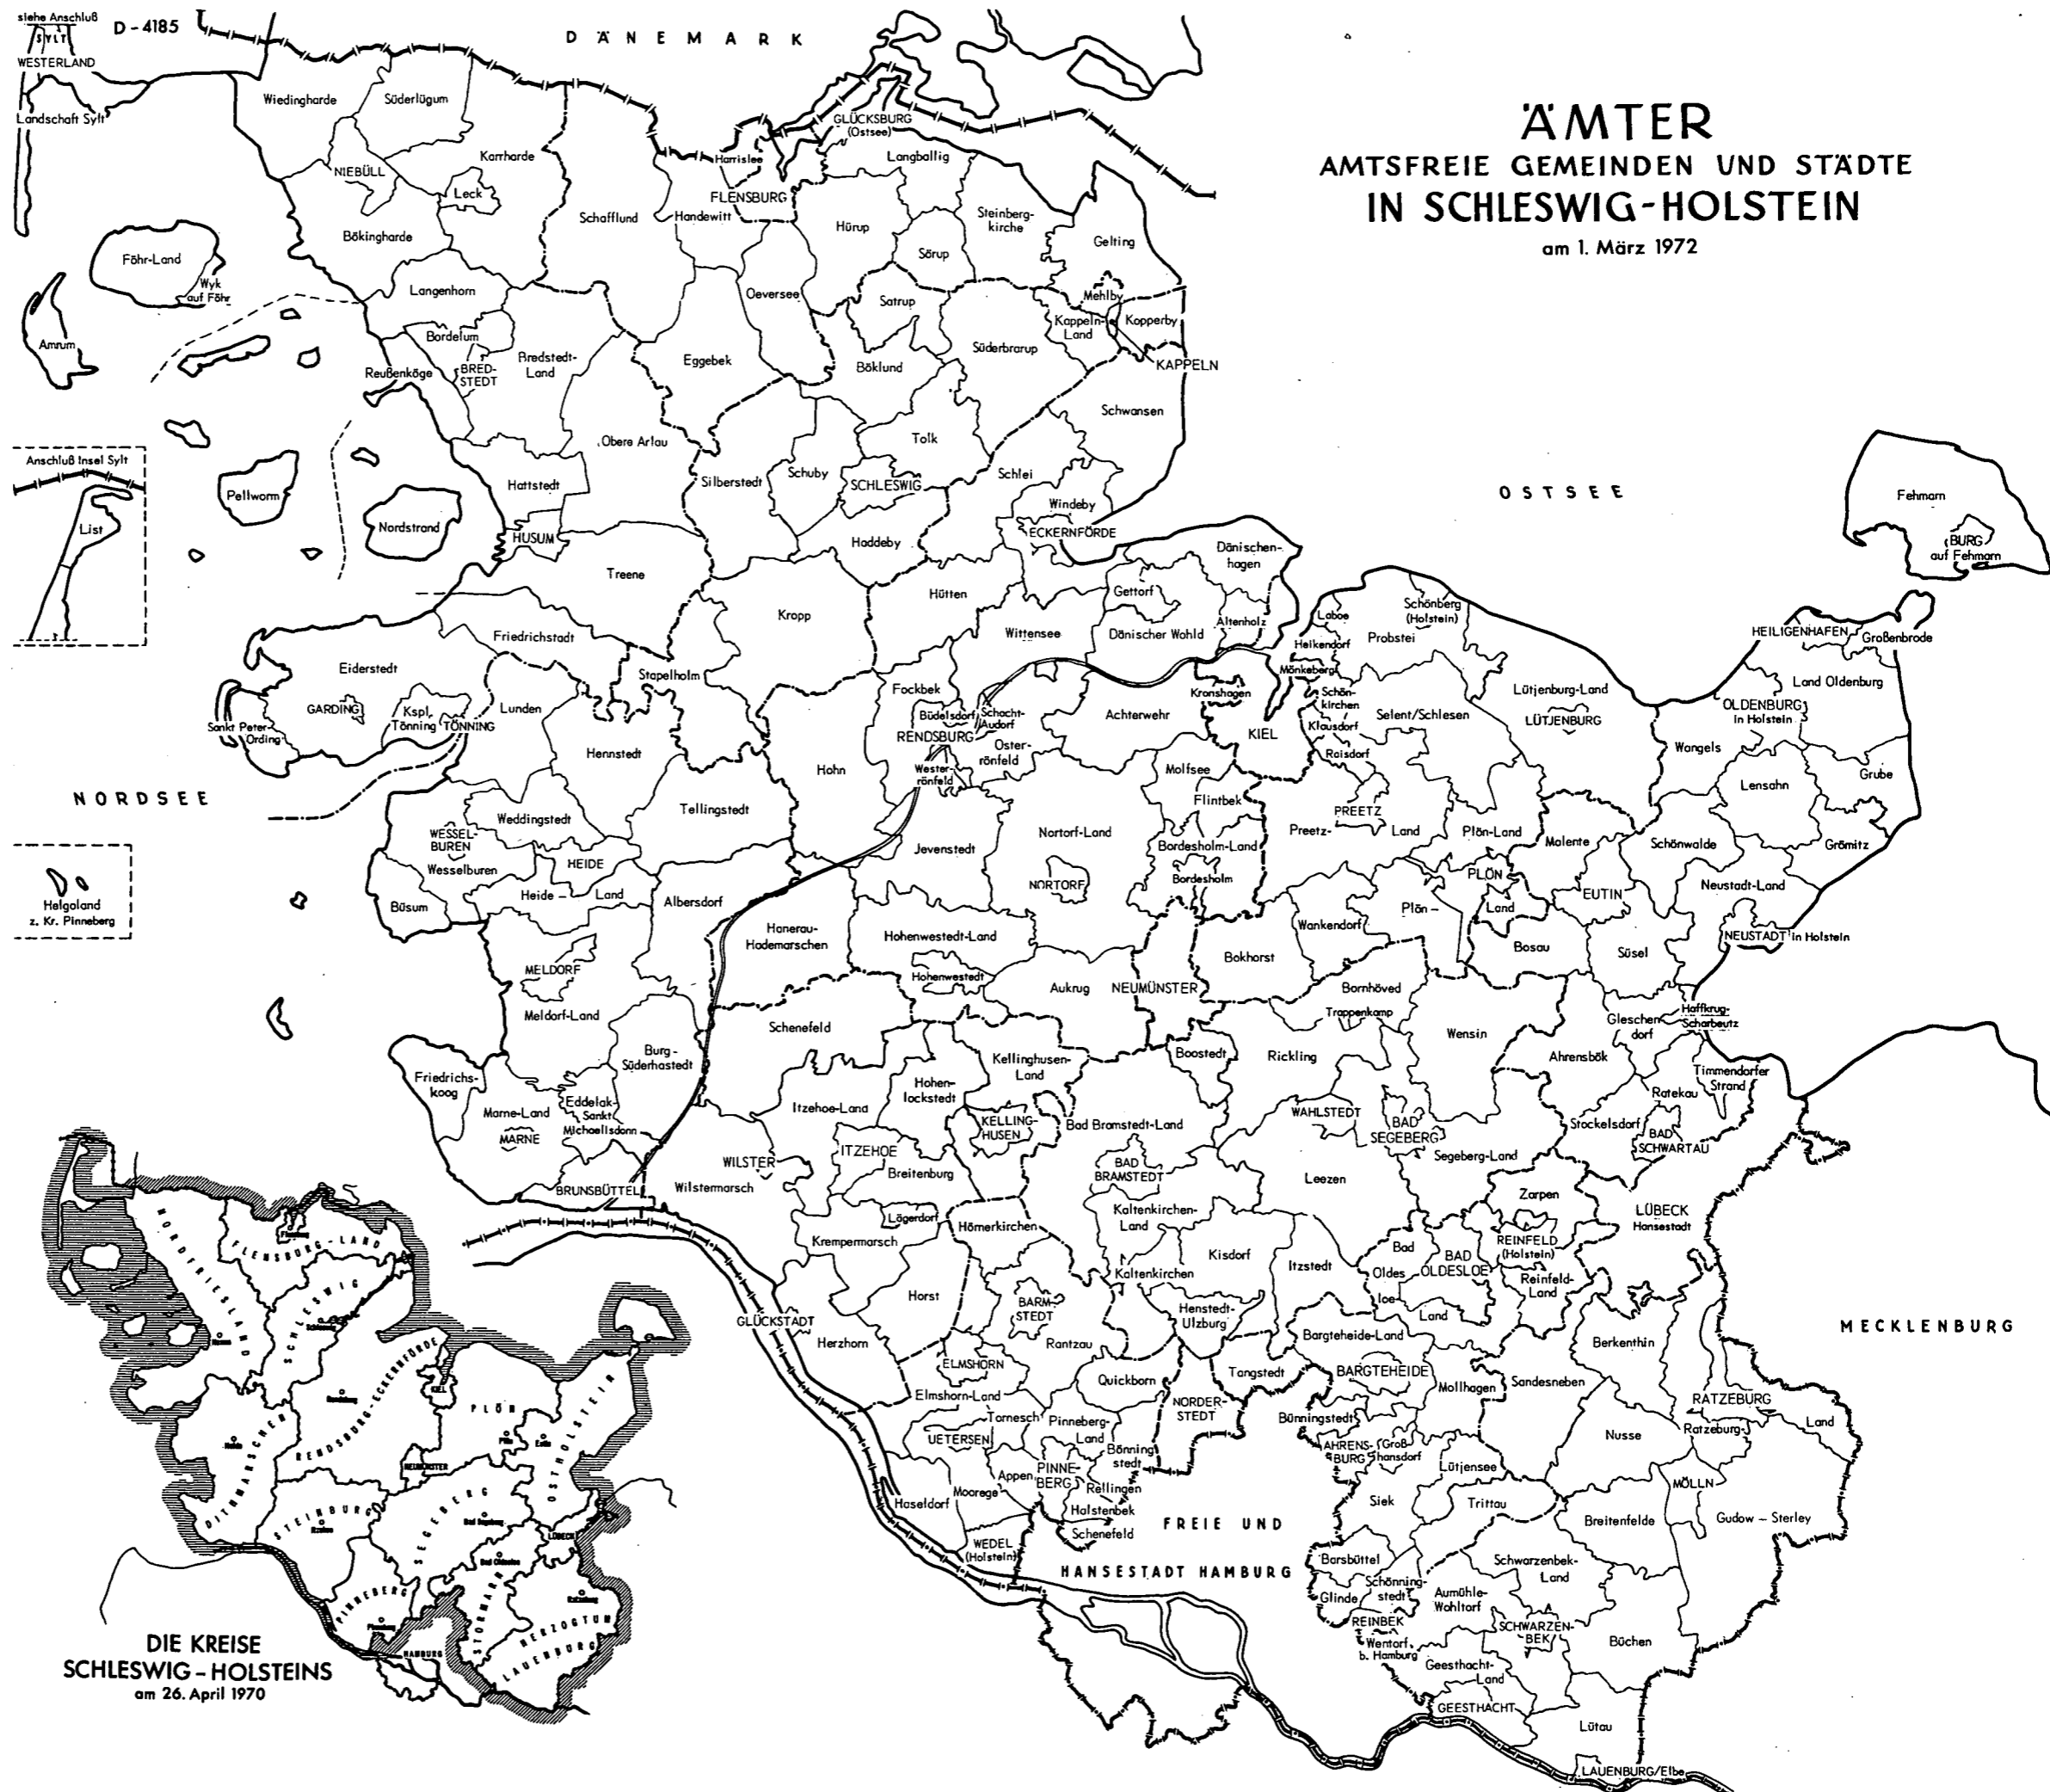 siehe Anschluß
SYLT
D-4185
WESTERLAND
Landschaft Sylt
DÄNEMARK
ÄMTER
AMTSFREIE GEMEINDEN UND STÄDTE
IN SCHLESWIG-HOLSTEIN
am 1. März 1972
Wiedingharde
Süderlügum
Karrharde
NIEBÜLL
Leck
Bökingharde
Langenhorn
Föhr-Land
Wyk
auf Föhr
Amrum
Schafflund
Harrislee
FLENSBURG
Handewitt
GLÜCKSBURG
(Ostsee)
Langballig
Hürup
Steinberg-
kirche
Sörup
Gelting
Oeversee
Satrup
Mehlby
Kappeln-
Land
Kopperby
KAPPELN
Bordelum
BRED-
STEDT
Bredstedt-
Land
Reußenköge
Eggebek
Böklund
Süderbrarup
Schwansen
Obere Arlau
Tolk
Silberstedt
Schuby
SCHLESWIG
Schlei
Windeby
ECKERNFÖRDE
Hattstedt
HUSUM
Haddeby
Anschluß Insel Sylt
List
Pellworm
Nordstrand
Treene
OSTSEE
Fehmarn
BURG
auf Fehmarn
Dänischen-
hagen
Gettorf
Hütten
Kropp
Wittensee
Dänischer Wohld
Altenholz
Laboe
Schönberg
(Holstein)
Probstei
Heikendorf
Mönkeberg
HEILIGENHAFEN
Großenbrode
Friedrichstadt
Eiderstedt
Stapelholm
GARDING
Kspl.
Tönning
TÖNNING
Sankt Peter-
Ording
Lunden
Fockbek
Büdelsdorf
Schacht-
Audorf
RENDSBURG
Oster-
rönfeld
Wester-
rönfeld
Achterwehr
Kronshagen
KIEL
Schön-
kirchen
Klausdorf
Raisdorf
Selent/Schlesen
Lütjenburg-Land
LÜTJENBURG
OLDENBURG
in Holstein
Land Oldenburg
Wangels
Grube
Lensahn
Hennstedt
Hohn
Molfsee
Flintbek
NORDSEE
Tellingstedt
Weddingstedt
WESSEL-
BUREN
Wesselburen
HEIDE
Heide -
Land
Büsum
Albersdorf
Jevenstedt
Nortorf-Land
NORTORF
Bordesholm-Land
Bordesholm
Preetz-
PREETZ
Land
Plön-Land
Malente
Schönwalde
Grömitz
PLÖN
EUTIN
Neustadt-Land
Plön -
Land
Wankendorf
Bosau
Süsel
NEUSTADT in Holstein
Helgoland
z. Kr. Pinneberg
Hanerau-
Hademarschen
Hohenwestedt-Land
Hohenwestedt
Aukrug
NEUMÜNSTER
Bokhorst
Bornhöved
Trappenkamp
MELDORF
Meldorf-Land
Schenefeld
Wensin
Gleschen
dorf
Haffkrug-
Scharbeutz
Burg-
Süderhastedt
Kellinghusen-
Land
Boostedt
Rickling
Ahrensbök
Timmendorfer
Strand
Ratekau
Friedrichs-
koog
Hohen-
lockstedt
Eddelak-
Sankt
Michaelisdonn
Marne-Land
MARNE
Itzehoe-Land
KELLING-
HUSEN
Bad Bramstedt-Land
WAHLSTEDT
BAD
SEGEBERG
Stockelsdorf
BAD
SCHWARTAU
ITZEHOE
WILSTER
Breitenburg
BAD
BRAMSTEDT
Segeberg-Land
Leezen
BRUNSBÜTTEL
Wilstermarsch
Zarpen
LÜBECK
Hansestadt
Lägerdorf
Hörnerkirchen
Kaltenkirchen-
Land
Krempermarsch
Kisdorf
REINFELD
(Holstein)
Bad
BAD
OLDESLOE
Oldes
loe-
Land
Itzstedt
Reinfeld-
Land
Kaltenkirchen
Horst
BARM-
STEDT
Henstedt-
Ulzburg
GLÜCKSTADT
Herzhorn
Rantzau
Bargteheide-Land
Berkenthin
MECKLENBURG
ELMSHORN
Quickborn
Tangstedt
BARGTEHEIDE
Mollhagen
Sandesneben
Elmshorn-Land
NORDER-
STEDT
RATZEBURG
Bünningstedt
Tornesch
Pinneberg-
Land
Land
UETERSEN
Bönning
stedt
AHRENS-
BURG
Groß
hansdorf
Nusse
Ratzeburg-
Lütjensee
Appen
PINNE-
BERG
Rellingen
MÖLLN
Haseldorf
Moorege
Halstenbek
Schenefeld
Siek
Trittau
Breitenfelde
Gudow - Sterley
WEDEL
(Holstein)
FREIE UND
HANSESTADT HAMBURG
Barsbüttel
Schwarzenbek-
Land
Schönning-
stedt
Glinde
Aumühle-
Wohltorf
REINBEK
SCHWARZEN-
BEK
Wentorf
b. Hamburg
Büchen
Geesthacht-
Land
GEESTHACHT
Lütau
LAUENBURG/Elbe
NORDFRIESLAND
FLENSBURG-LAND
SCHLESWIG
RENDSBURG-ECKERNFÖRDE
KIEL
PLÖN
OSTHOLSTEIN
DITHMARSCHEN
NEUMÜNSTER
STEINBURG
SEGEBERG
LÜBECK
PINNEBERG
STORMARN
HERZOGTUM
LAUENBURG
HAMBURG
DIE KREISE
SCHLESWIG-HOLSTEINS
am 26. April 1970